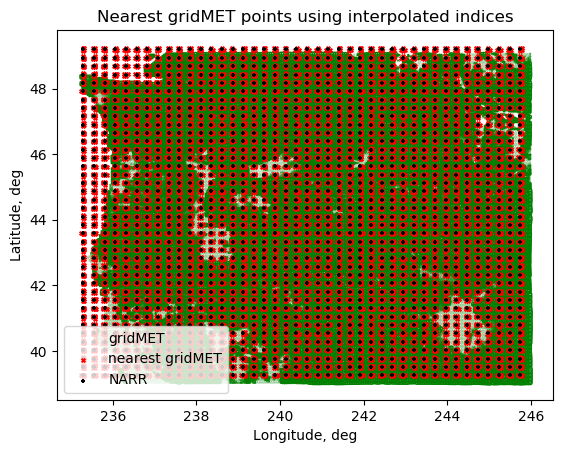 Nearest gridMET points using interpolated indices
Latitude, deg
48
46
44
42
40
gridMET
nearest gridMET
NARR
236
238
240
242
244
246
Longitude, deg